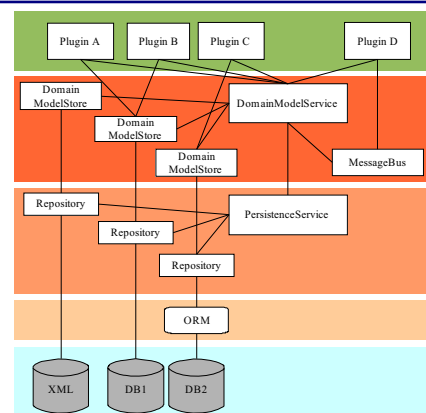 Plugin A
Plugin B
Plugin C
Plugin D
Domain
ModelStore
DomainModelService
Domain
ModelStore
Domain
ModelStore
MessageBus
Repository
PersistenceService
Repository
Repository
ORM
XML
DB1
DB2